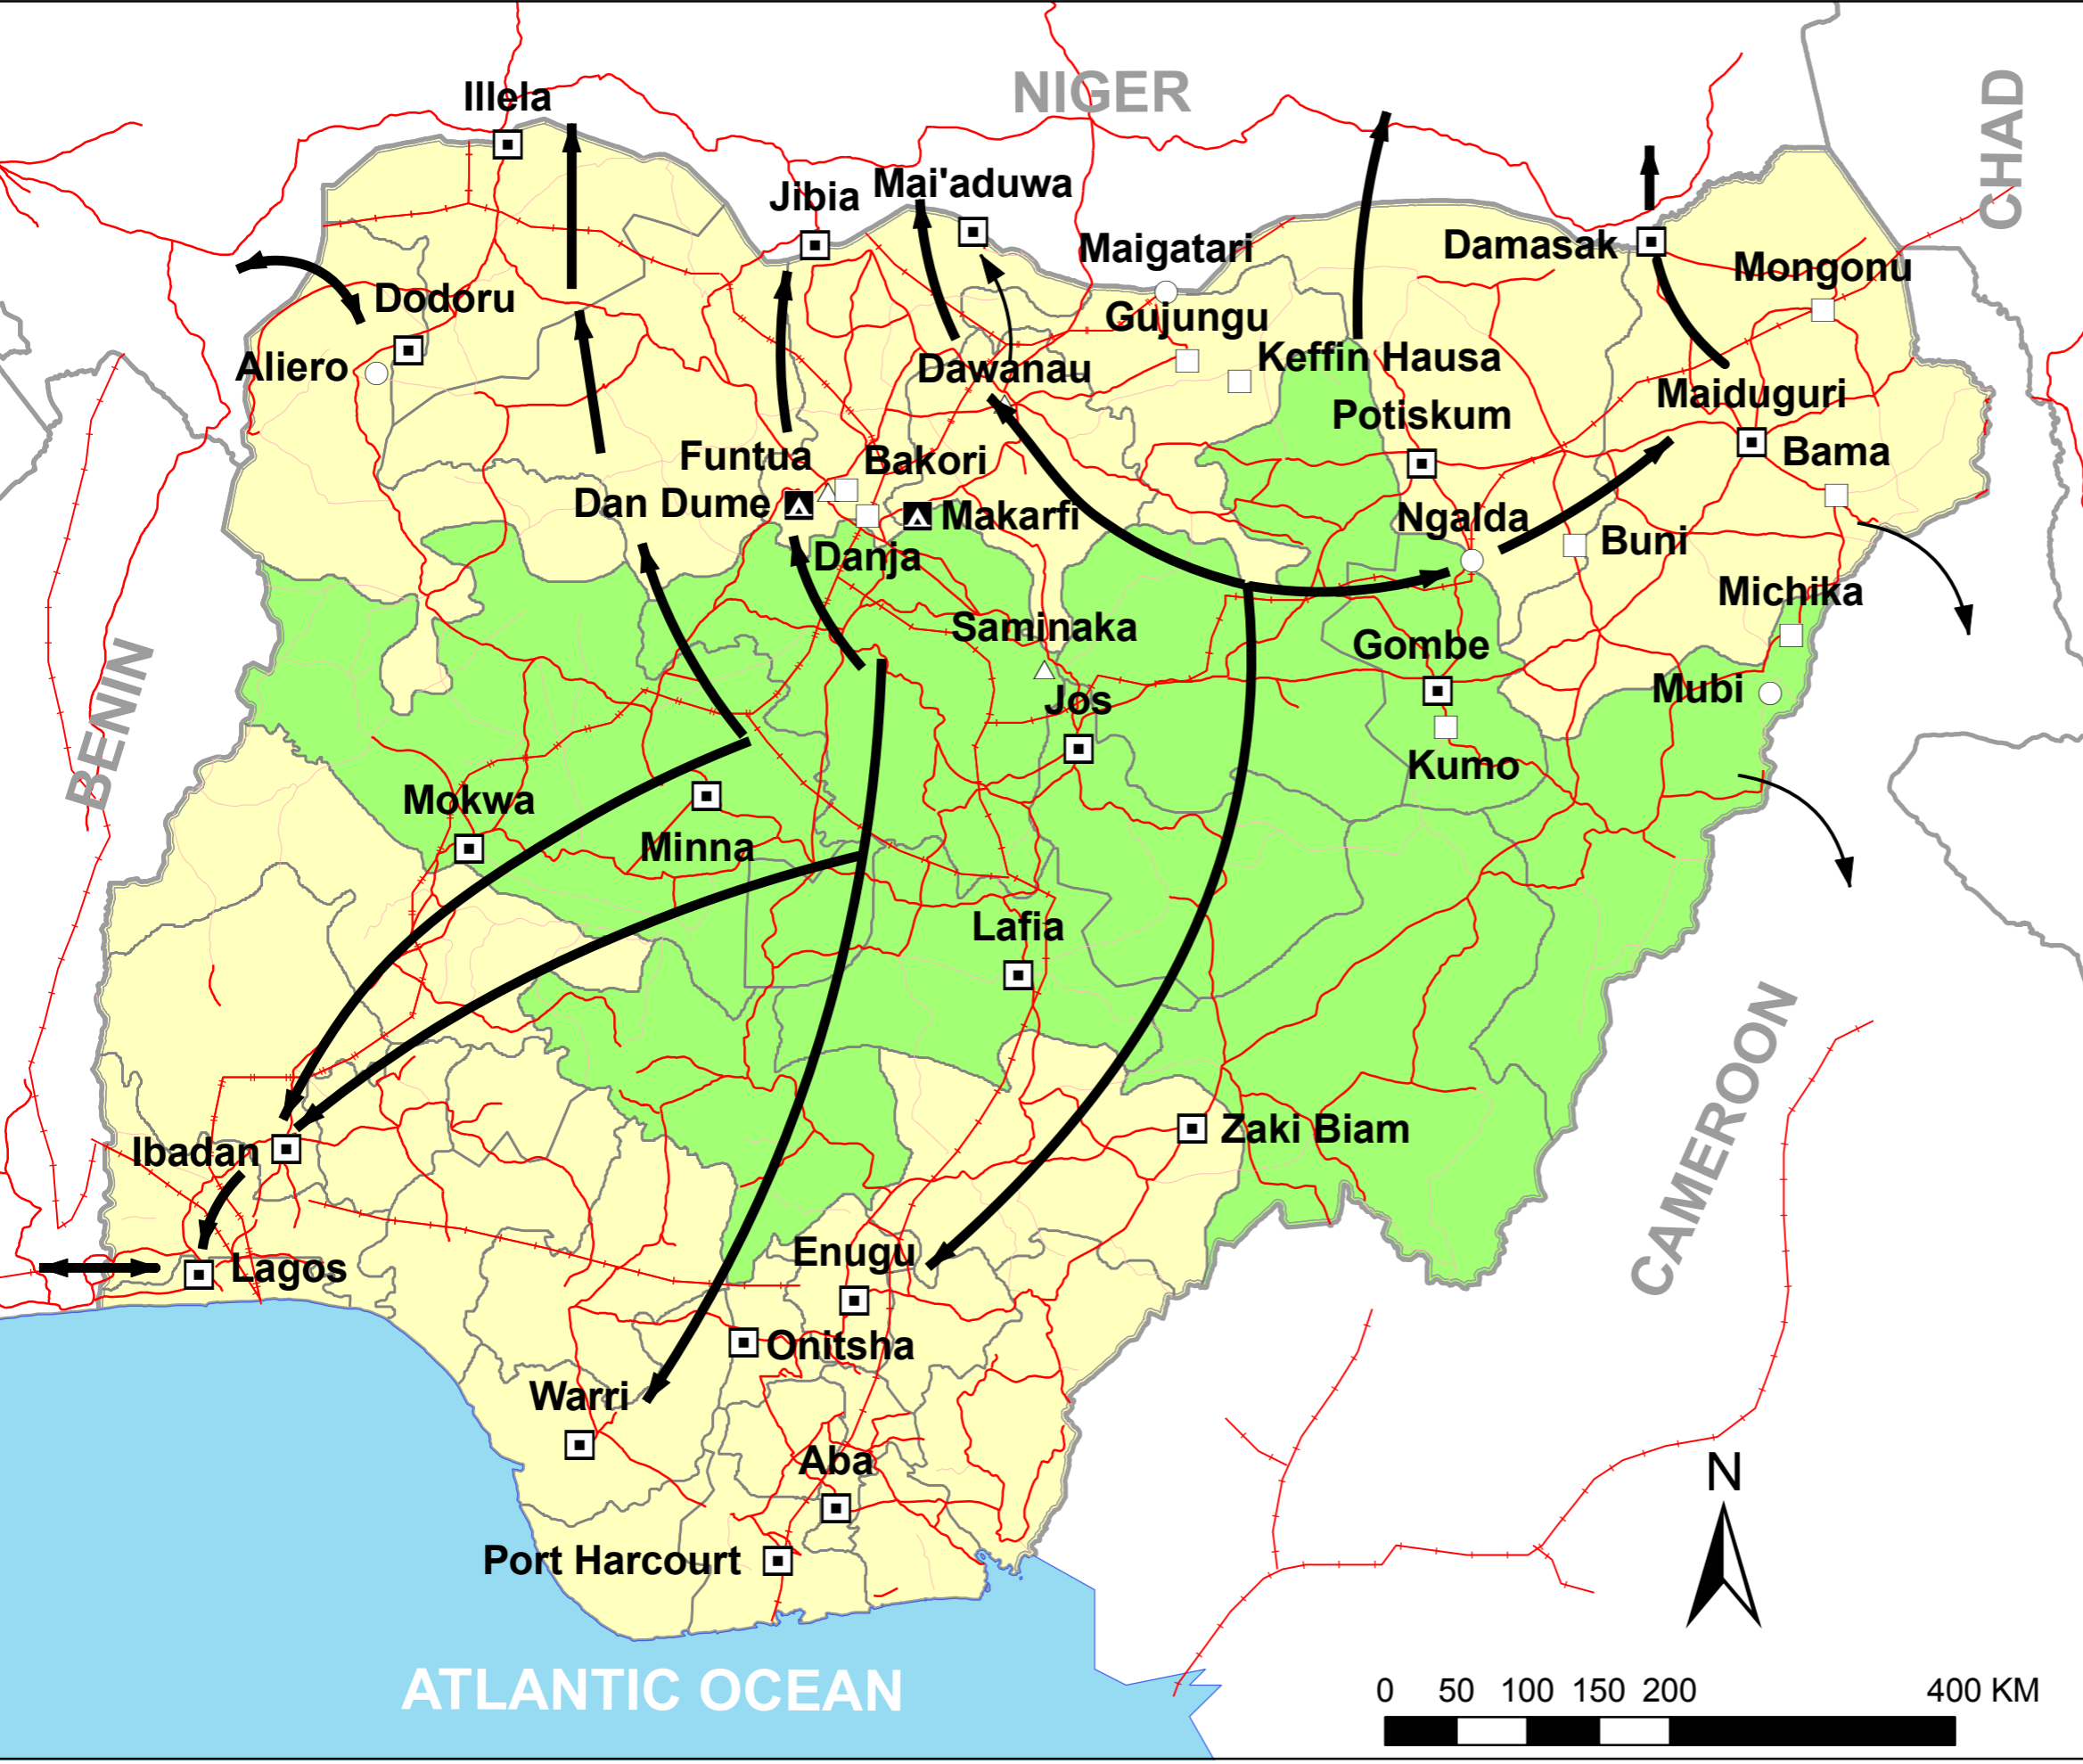 Illela
NIGER
CHAD
Jibia
Mai'aduwa
Maigatari
Damasak
Mongonu
Dodoru
Gujungu
Aliero
Dawanau
Keffin Hausa
Maiduguri
Potiskum
Funtua
Bakori
Bama
Dan Dume
Makarfi
Ngalda
Buni
Danja
Michika
Saminaka
Gombe
BENIN
Jos
Mubi
Kumo
Mokwa
Minna
Lafia
CAMEROON
Zaki Biam
Ibadan
Enugu
Lagos
Onitsha
Warri
Aba
N
Port Harcourt
ATLANTIC OCEAN
0 50 100 150 200 400 KM